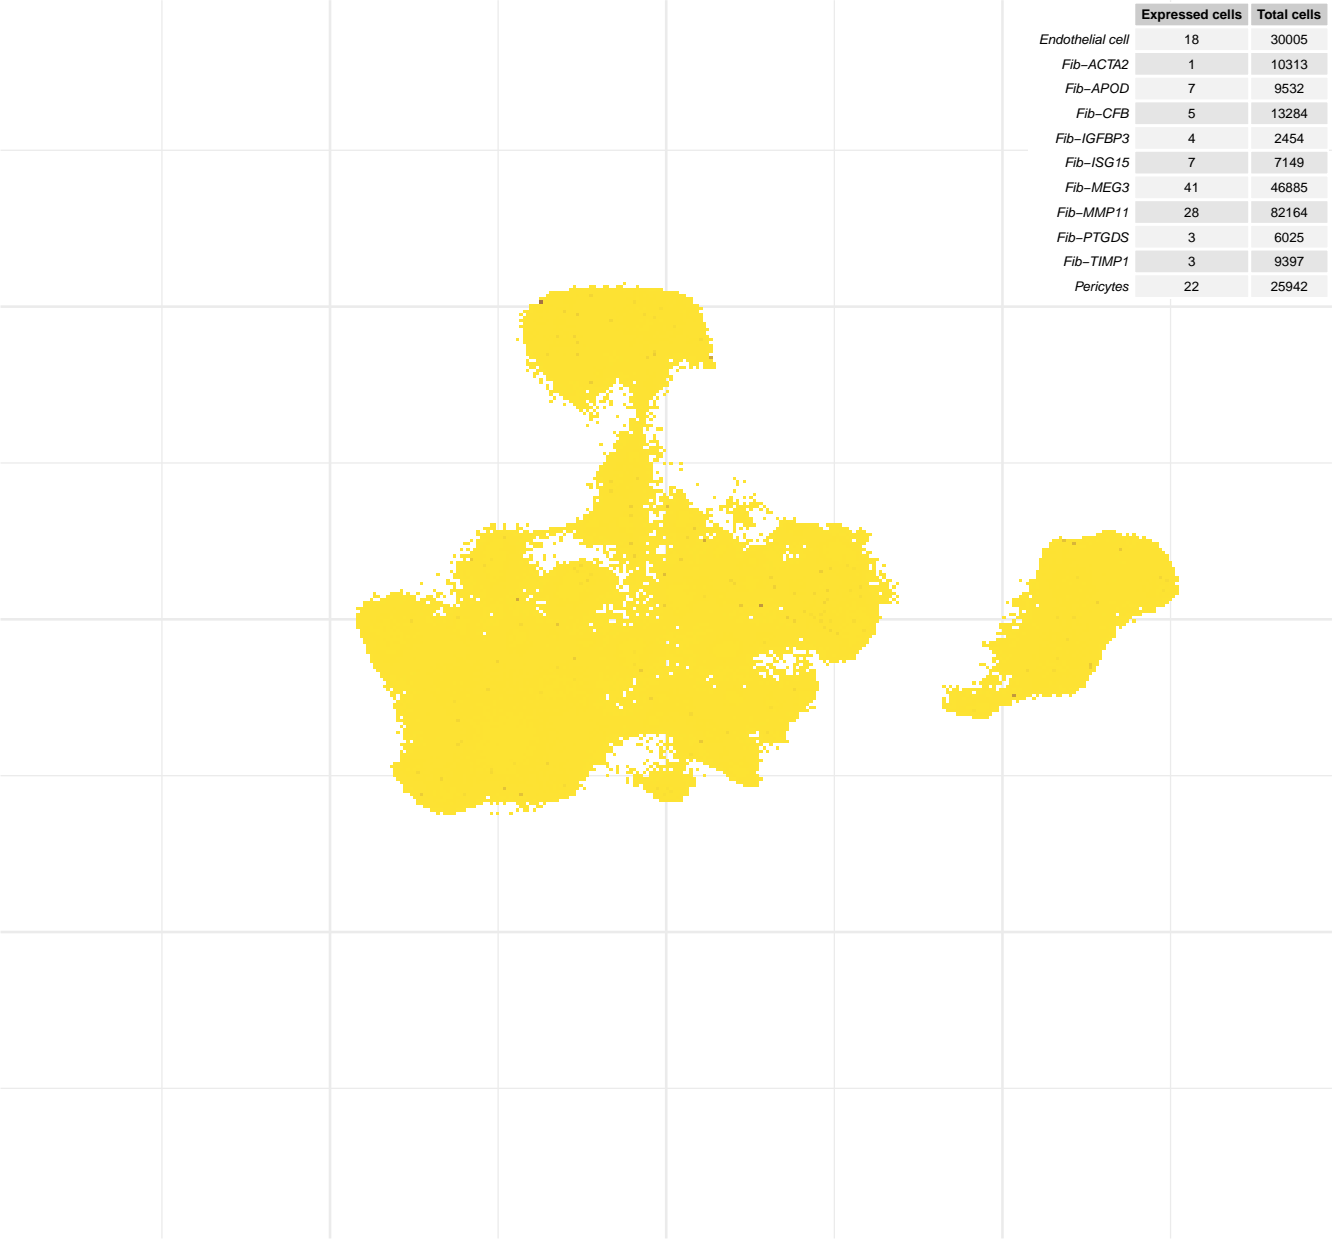 Expressed cells Total cells
Endothelial cell 18 30005
Fib−ACTA2 1 10313
Fib−APOD 7 9532
Fib−CFB 5 13284
Fib−IGFBP3 4 2454
Fib−ISG15 7 7149
Fib−MEG3 41 46885
Fib−MMP11 28 82164
Fib−PTGDS 3 6025
Fib−TIMP1 3 9397
Pericytes 22 25942